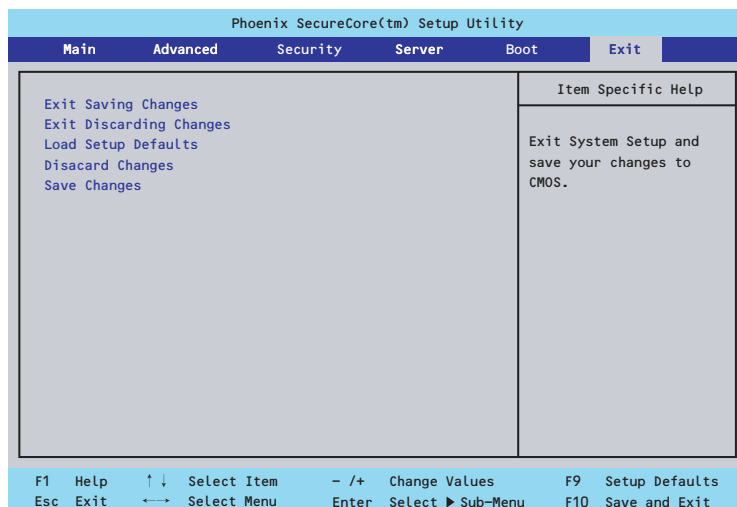 Phoenix SecureCore(tm) Setup Utility
Main Advanced Security Server Boot Exit
Item Specific Help
Exit Saving Changes
Exit Discarding Changes
Load Setup Defaults
Disacard Changes
Save Changes
Exit System Setup and
save your changes to
CMOS.
F1 Help ↑↓ Select Item - /+ Change Values F9 Setup Defaults
Esc Exit ←→ Select Menu Enter Select ▶ Sub-Menu F10 Save and Exit